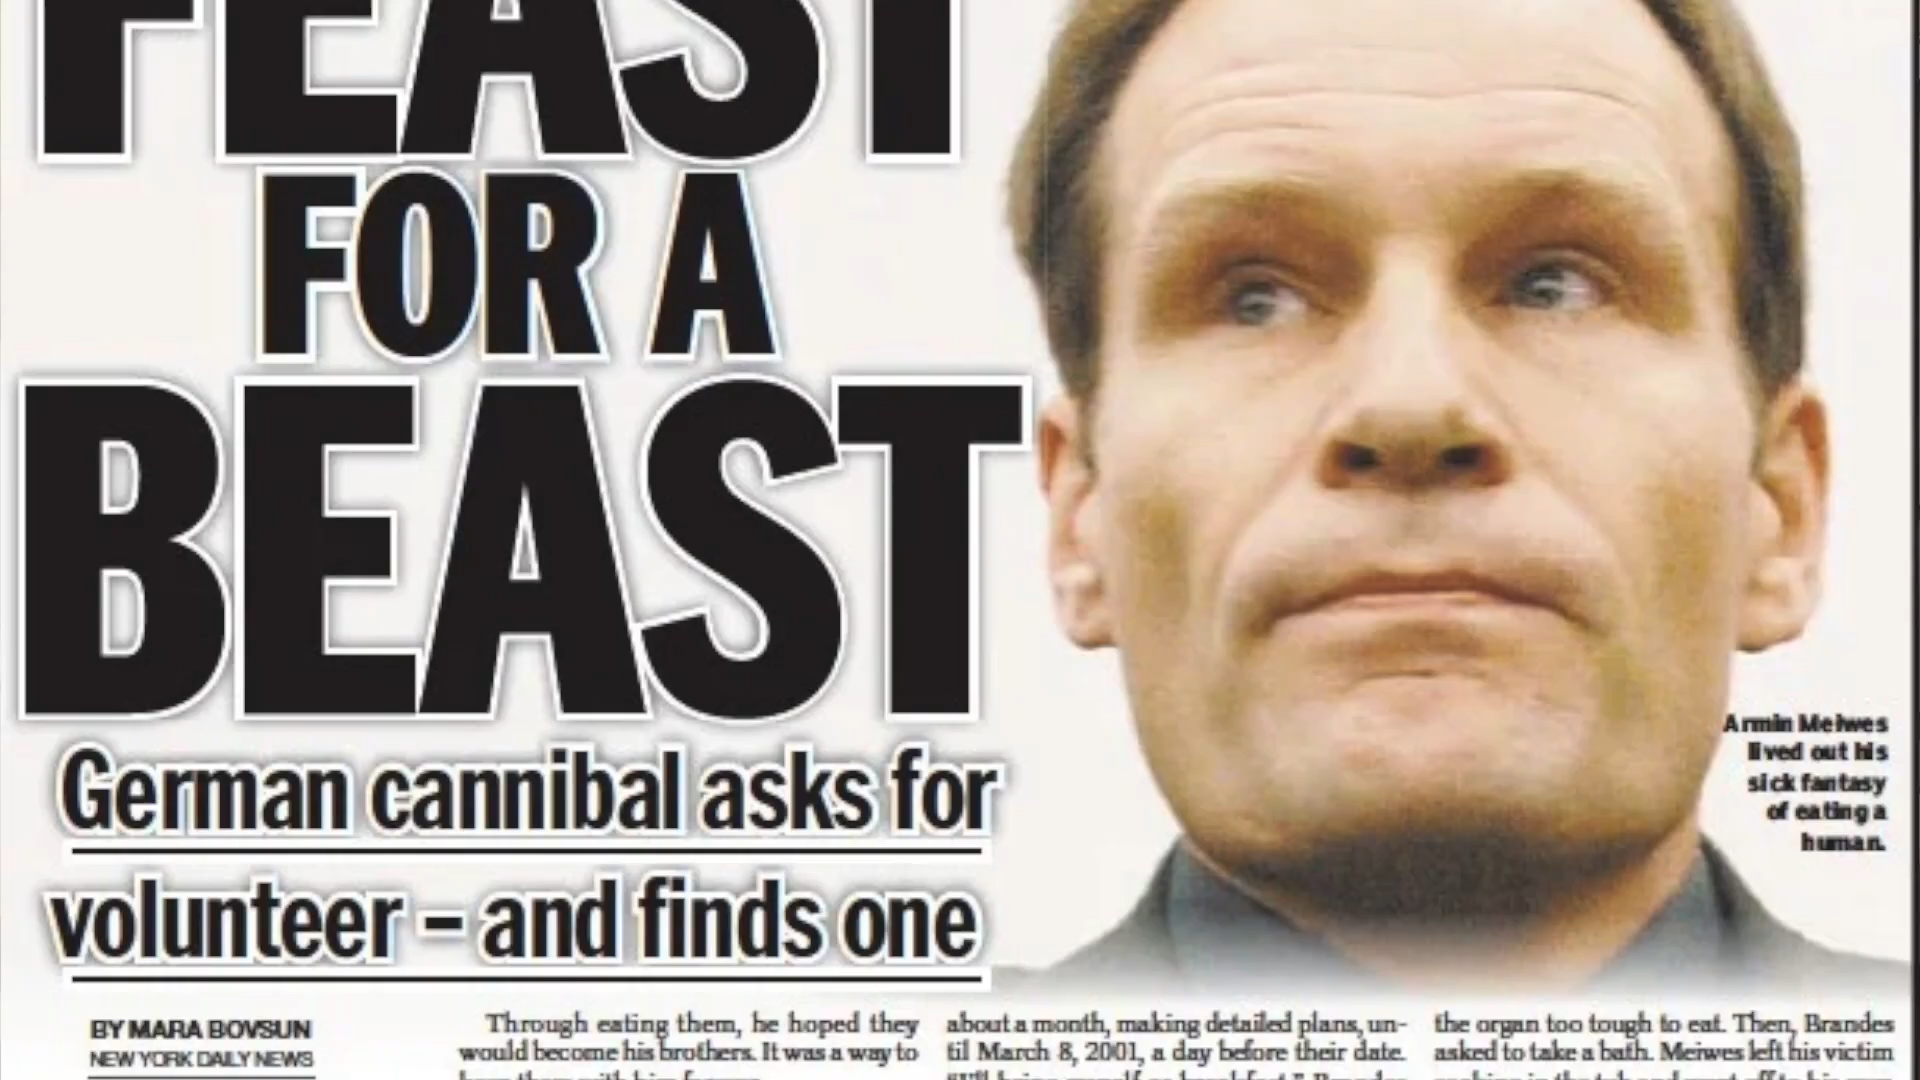 FEAST
FOR A
BEAST
German cannibal asks for
volunteer – and finds one
Armin Meiwes
lived out his
sick fantasy
of eating a
human.
BY MARA BOVSUN
NEW YORK DAILY NEWS
Through eating them, he hoped they
would become his brothers. It was a way to
about a month, making detailed plans, un-
til March 8, 2001, a day before their date.
the organ too tough to eat. Then, Brandes
asked to take a bath. Meiwes left his victim